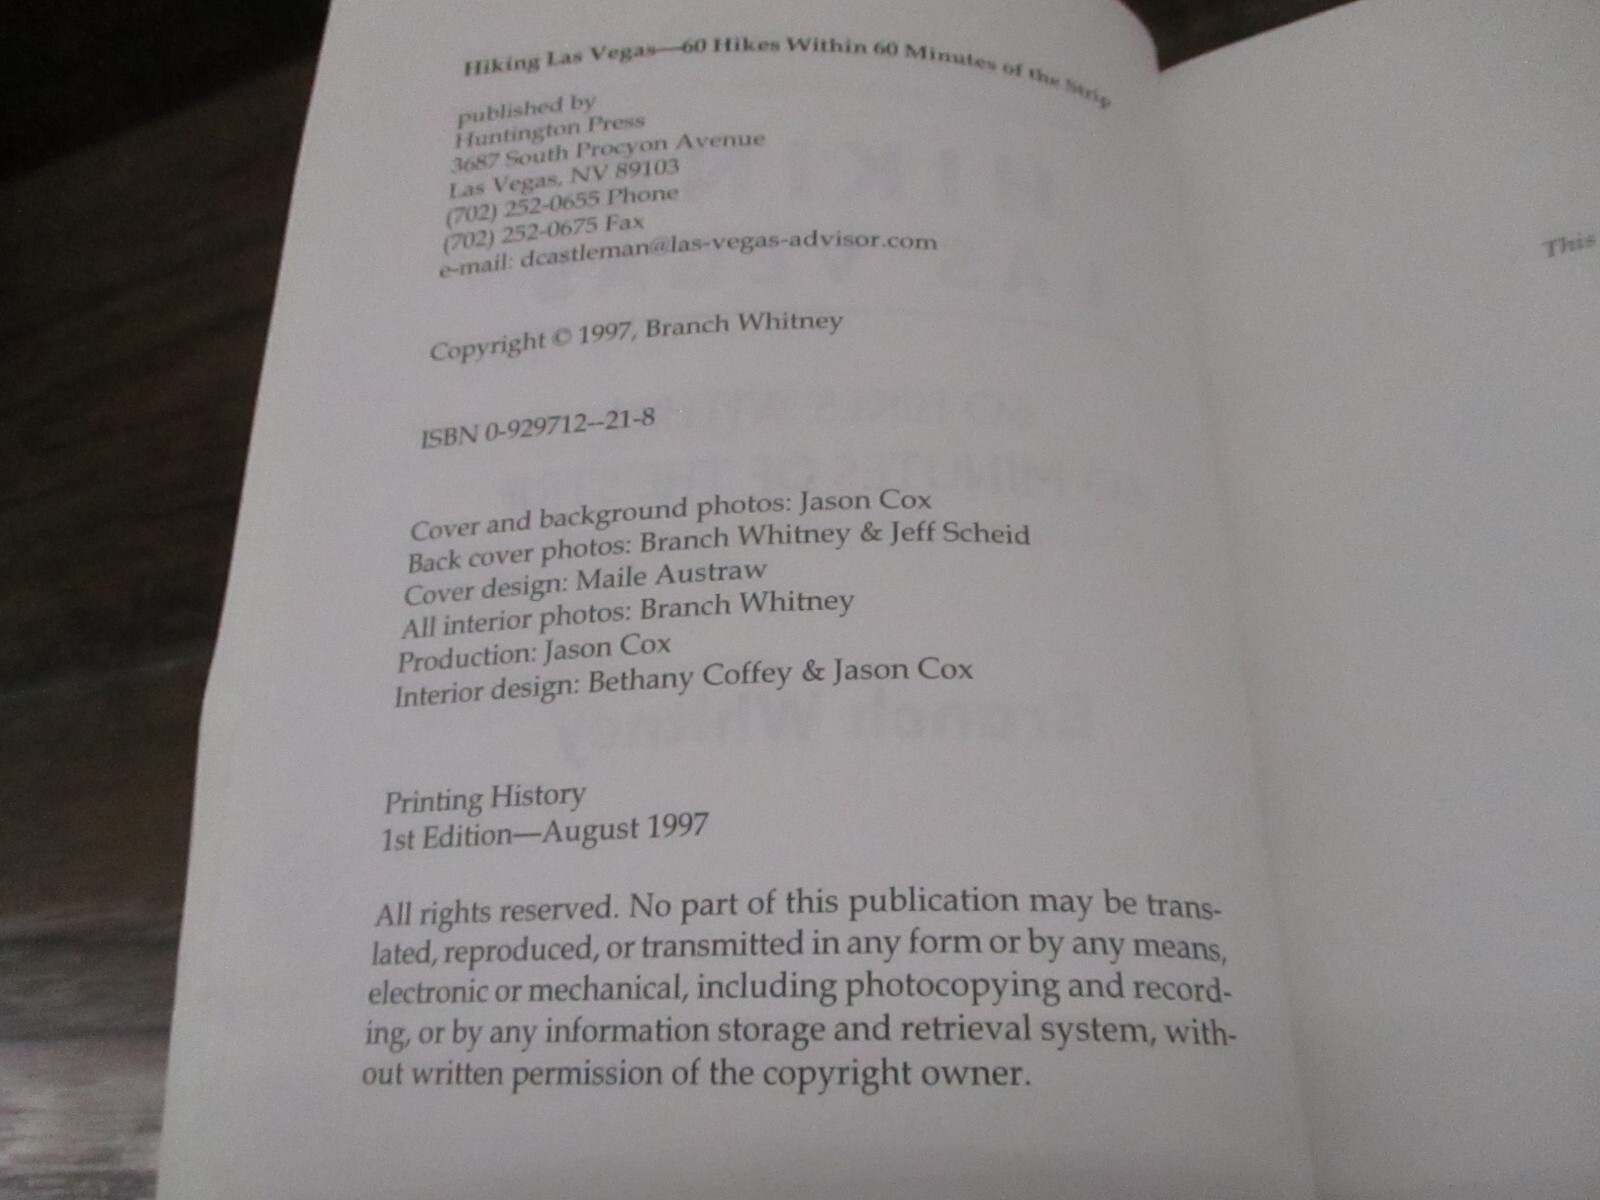 Hiking Las Vegas—60 Hikes Within 60 Minutes of the Strip
published by
Huntington Press
3687 South Procyon Avenue
Las Vegas, NV 89103
(702) 252-0655 Phone
(702) 252-0675 Fax
e-mail: dcastleman@las-vegas-advisor.com
Copyright © 1997, Branch Whitney
ISBN 0-929712--21-8
Cover and background photos: Jason Cox
Back cover photos: Branch Whitney & Jeff Scheid
Cover design: Maile Austraw
All interior photos: Branch Whitney
Production: Jason Cox
Interior design: Bethany Coffey & Jason Cox
Printing History
1st Edition—August 1997
All rights reserved. No part of this publication may be trans-
lated, reproduced, or transmitted in any form or by any means,
electronic or mechanical, including photocopying and record-
ing, or by any information storage and retrieval system, with-
out written permission of the copyright owner.
This